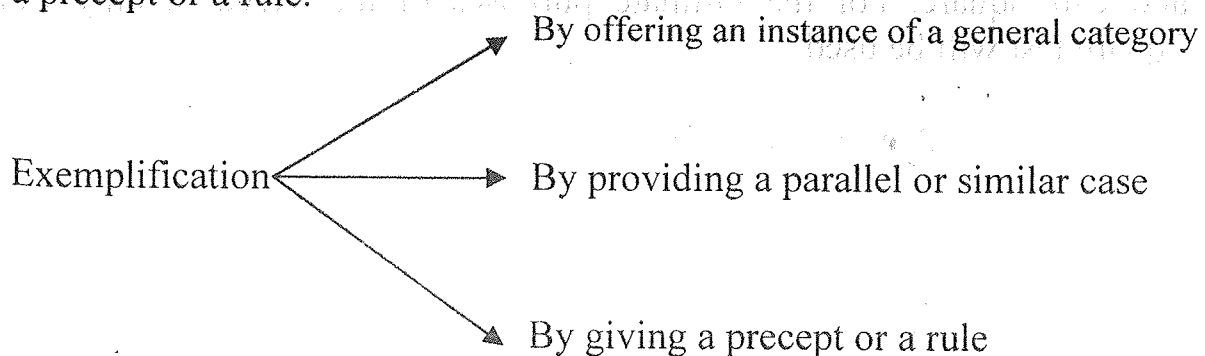 a precept or a rule.
By offering an instance of a general category
Exemplification
By providing a parallel or similar case
By giving a precept or a rule